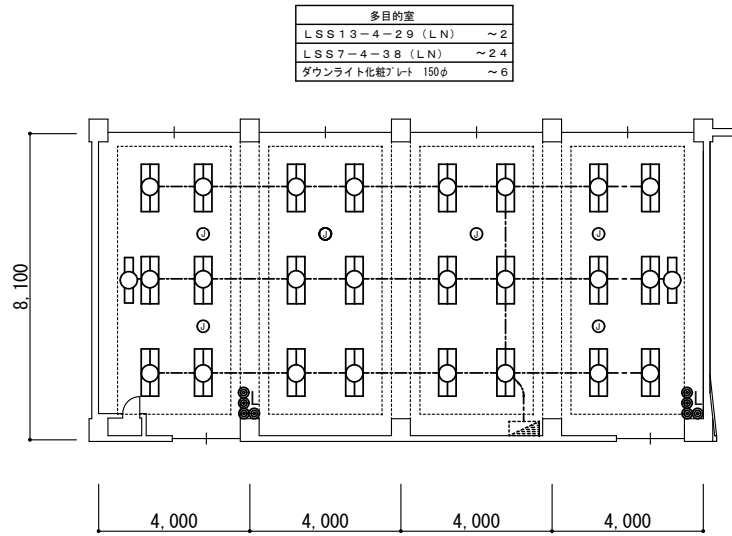 多目的室
LSS13-4-29 (LN) ～2
LSS7-4-38 (LN) ～24
ダウンライト化粧プレート 150φ ～6
J J J J
8,100
J J
L L
4,000 4,000 4,000 4,000